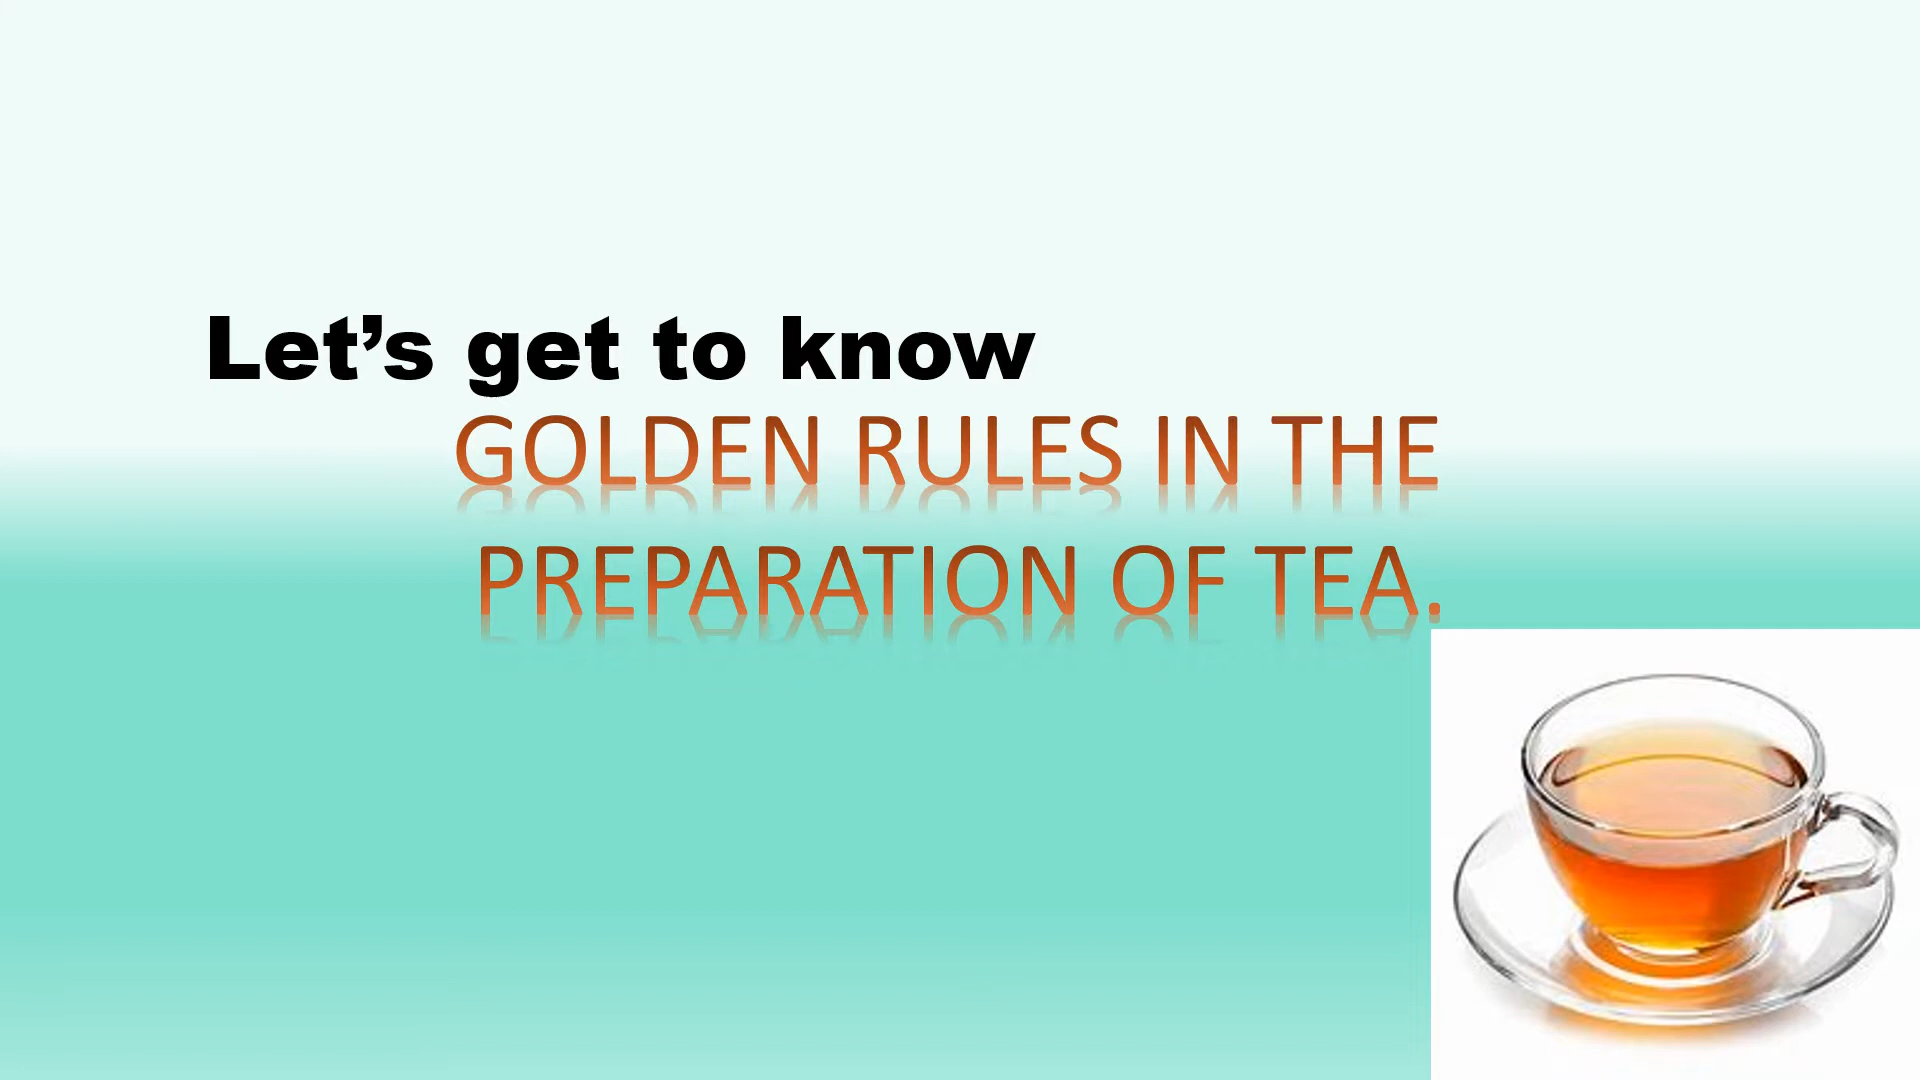 Let’s get to know
GOLDEN RULES IN THE
PREPARATION OF TEA.